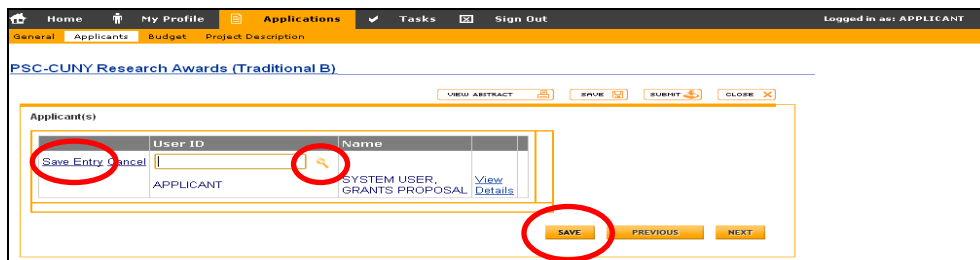 Home My Profile Applications Tasks Sign Out Logged in as: APPLICANT
General Applicants Budget Project Description
PSC-CUNY Research Awards (Traditional B)
VIEW ABSTRACT SAVE SUBMIT CLOSE
Applicant(s)
User ID Name
Save Entry Cancel
APPLICANT SYSTEM USER, GRANTS PROPOSAL View Details
SAVE PREVIOUS NEXT